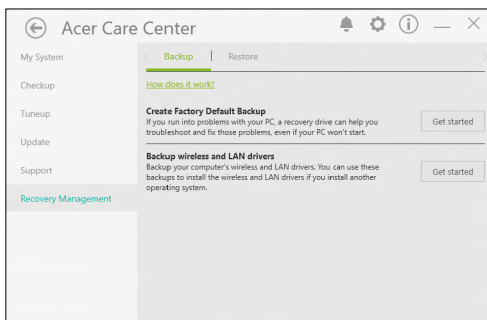 Acer Care Center
My System
Checkup
Tuneup
Update
Support
Recovery Management
Backup
Restore
How does it work?
Create Factory Default Backup
If you run into problems with your PC, a recovery drive can help you
troubleshoot and fix those problems, even if your PC won't start.
Get started
Backup wireless and LAN drivers
Backup your computer's wireless and LAN drivers. You can use these
backups to install the wireless and LAN drivers if you install another
operating system.
Get started